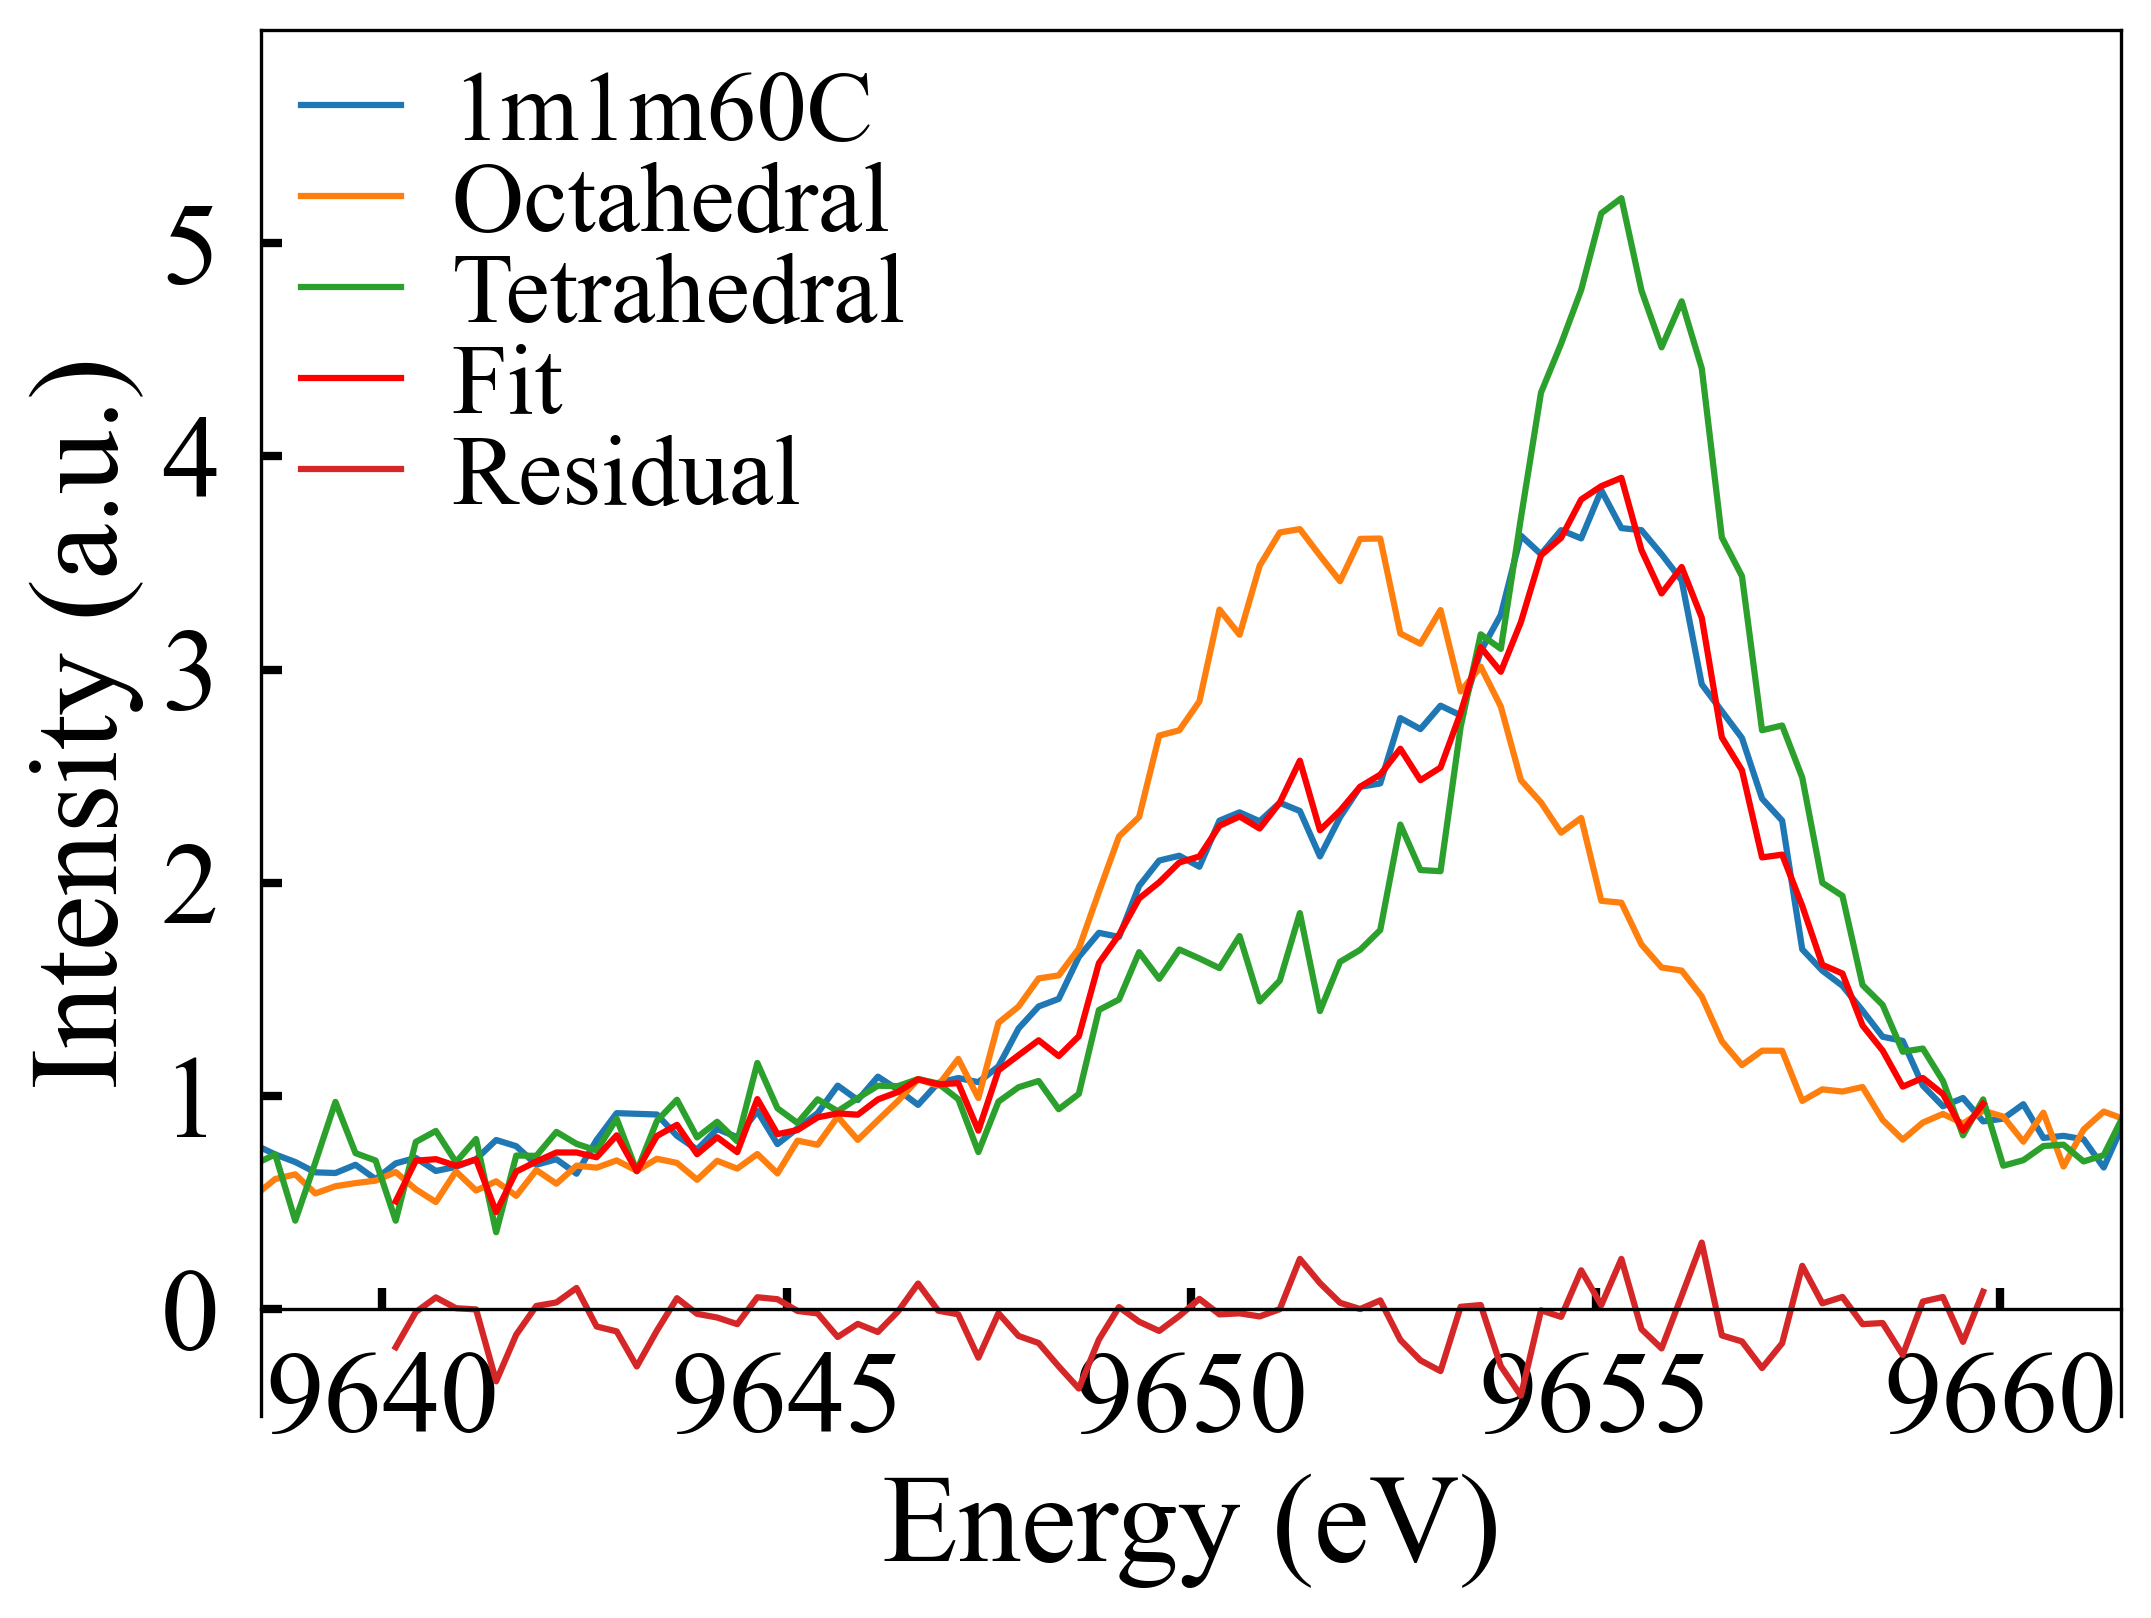 1m1m60C
Octahedral
Tetrahedral
Fit
Residual
5
4
3
2
1
0
Intensity (a.u.)
9640 9645 9650 9655 9660
Energy (eV)